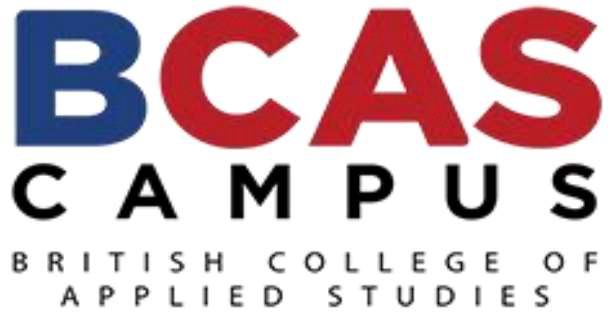 BCAS
CAMPUS
BRITISH COLLEGE OF
APPLIED STUDIES